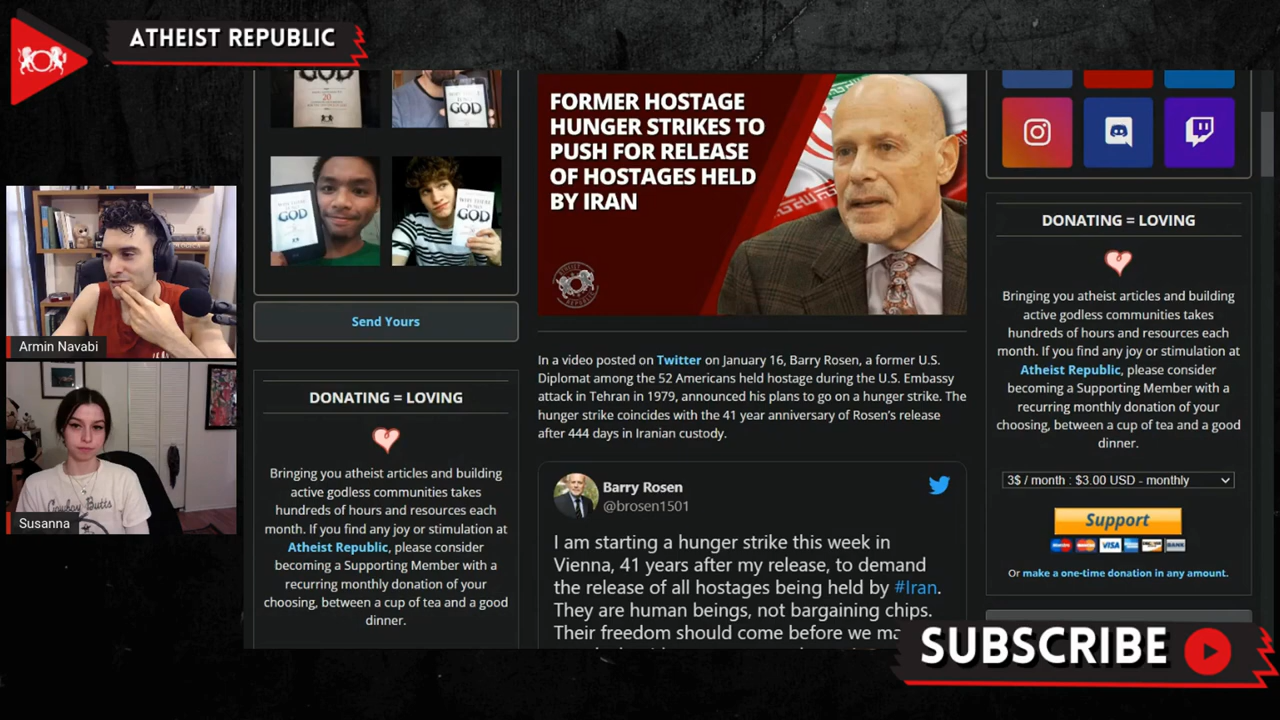 ATHEIST REPUBLIC
GOD
20
GOD
GOD
GOD
Send Yours
DONATING = LOVING
Bringing you atheist articles and building
active godless communities takes
hundreds of hours and resources each
month. If you find any joy or stimulation at
Atheist Republic, please consider
becoming a Supporting Member with a
recurring monthly donation of your
choosing, between a cup of tea and a good
dinner.
FORMER HOSTAGE
HUNGER STRIKES TO
PUSH FOR RELEASE
OF HOSTAGES HELD
BY IRAN
In a video posted on Twitter on January 16, Barry Rosen, a former U.S.
Diplomat among the 52 Americans held hostage during the U.S. Embassy
attack in Tehran in 1979, announced his plans to go on a hunger strike. The
hunger strike coincides with the 41 year anniversary of Rosen's release
after 444 days in Iranian custody.
Barry Rosen
@brosen1501
I am starting a hunger strike this week in
Vienna, 41 years after my release, to demand
the release of all hostages being held by #Iran.
They are human beings, not bargaining chips.
Their freedom should come before we
DONATING = LOVING
Bringing you atheist articles and building
active godless communities takes
hundreds of hours and resources each
month. If you find any joy or stimulation at
Atheist Republic, please consider
becoming a Supporting Member with a
recurring monthly donation of your
choosing, between a cup of tea and a good
dinner.
3$ / month : $3.00 USD - monthly
Support
VISA
BANK
Or make a one-time donation in any amount.
Armin Navabi
Cowboy Butts
Susanna
SUBSCRIBE